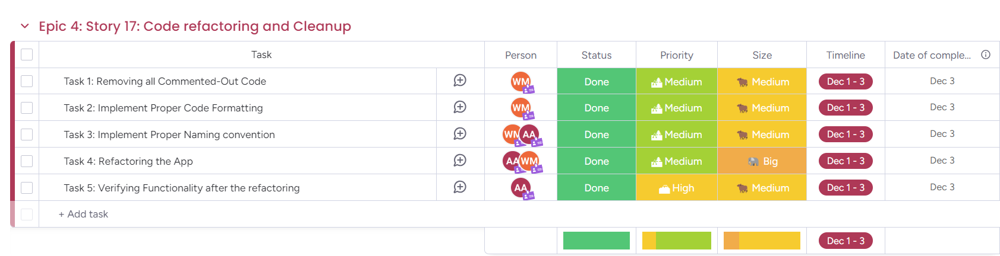 Epic 4: Story 17: Code refactoring and Cleanup
Task Person Status Priority Size Timeline Date of comple...
Task 1: Removing all Commented-Out Code WM Done Medium Medium Dec 1 - 3 Dec 3
Task 2: Implement Proper Code Formatting WM Done Medium Medium Dec 1 - 3 Dec 3
Task 3: Implement Proper Naming convention WM AA Done Medium Medium Dec 1 - 3 Dec 3
Task 4: Refactoring the App AA WM Done Medium Big Dec 1 - 3 Dec 3
Task 5: Verifying Functionality after the refactoring AA Done High Medium Dec 1 - 3 Dec 3
+ Add task
Dec 1 - 3